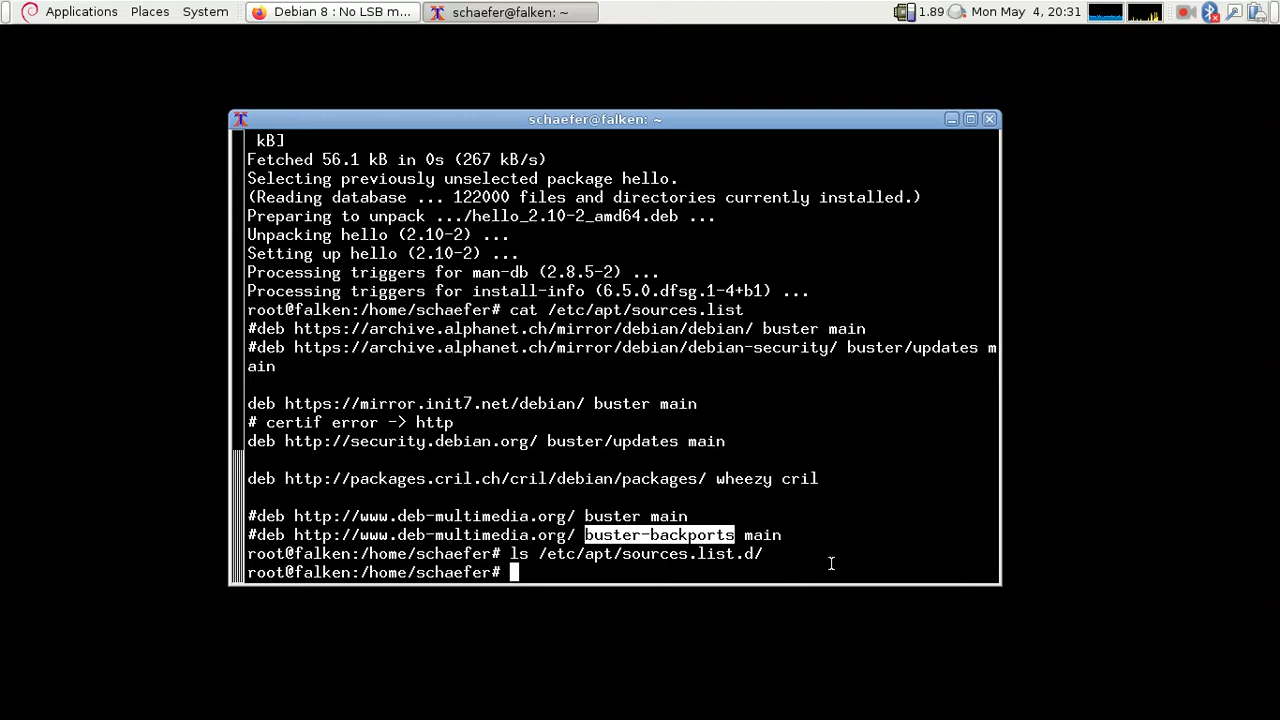 Applications Places System Debian 8 : No LSB m... schaefer@falken: ~ 1.89 Mon May 4, 20:31
schaefer@falken: ~
kB]
Fetched 56.1 kB in 0s (267 kB/s)
Selecting previously unselected package hello.
(Reading database ... 122000 files and directories currently installed.)
Preparing to unpack .../hello_2.10-2_amd64.deb ...
Unpacking hello (2.10-2) ...
Setting up hello (2.10-2) ...
Processing triggers for man-db (2.8.5-2) ...
Processing triggers for install-info (6.5.0.dfsg.1-4+b1) ...
root@falken:/home/schaefer# cat /etc/apt/sources.list
#deb https://archive.alphanet.ch/mirror/debian/debian/ buster main
#deb https://archive.alphanet.ch/mirror/debian/debian-security/ buster/updates m
ain
deb https://mirror.init7.net/debian/ buster main
# certif error -> http
deb http://security.debian.org/ buster/updates main
deb http://packages.cril.ch/cril/debian/packages/ wheezy cril
#deb http://www.deb-multimedia.org/ buster main
#deb http://www.deb-multimedia.org/ buster-backports main
root@falken:/home/schaefer# ls /etc/apt/sources.list.d/
root@falken:/home/schaefer#